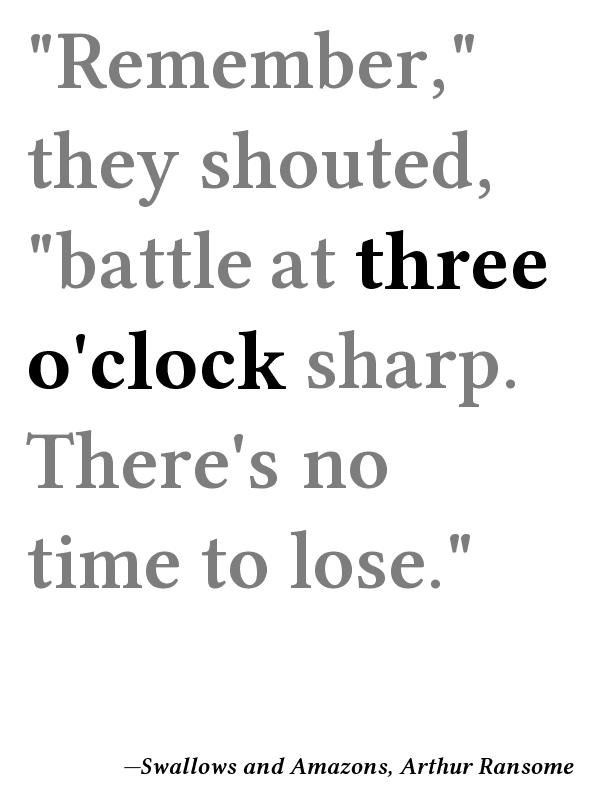 "Remember,"
they shouted,
"battle at three
o'clock sharp.
There's no
time to lose."
—Swallows and Amazons, Arthur Ransome